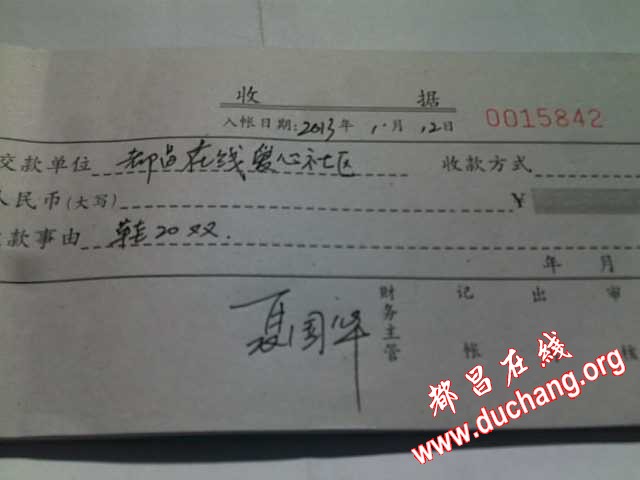 收 据
入帐日期:2013年 1月 12日 0015842
交款单位 都昌在线爱心社区 收款方式
人民币(大写) ¥
款事由 鞋20双.
年 月
财务主管 记帐 出 审核
夏国华
都昌在線
www.duchang.org